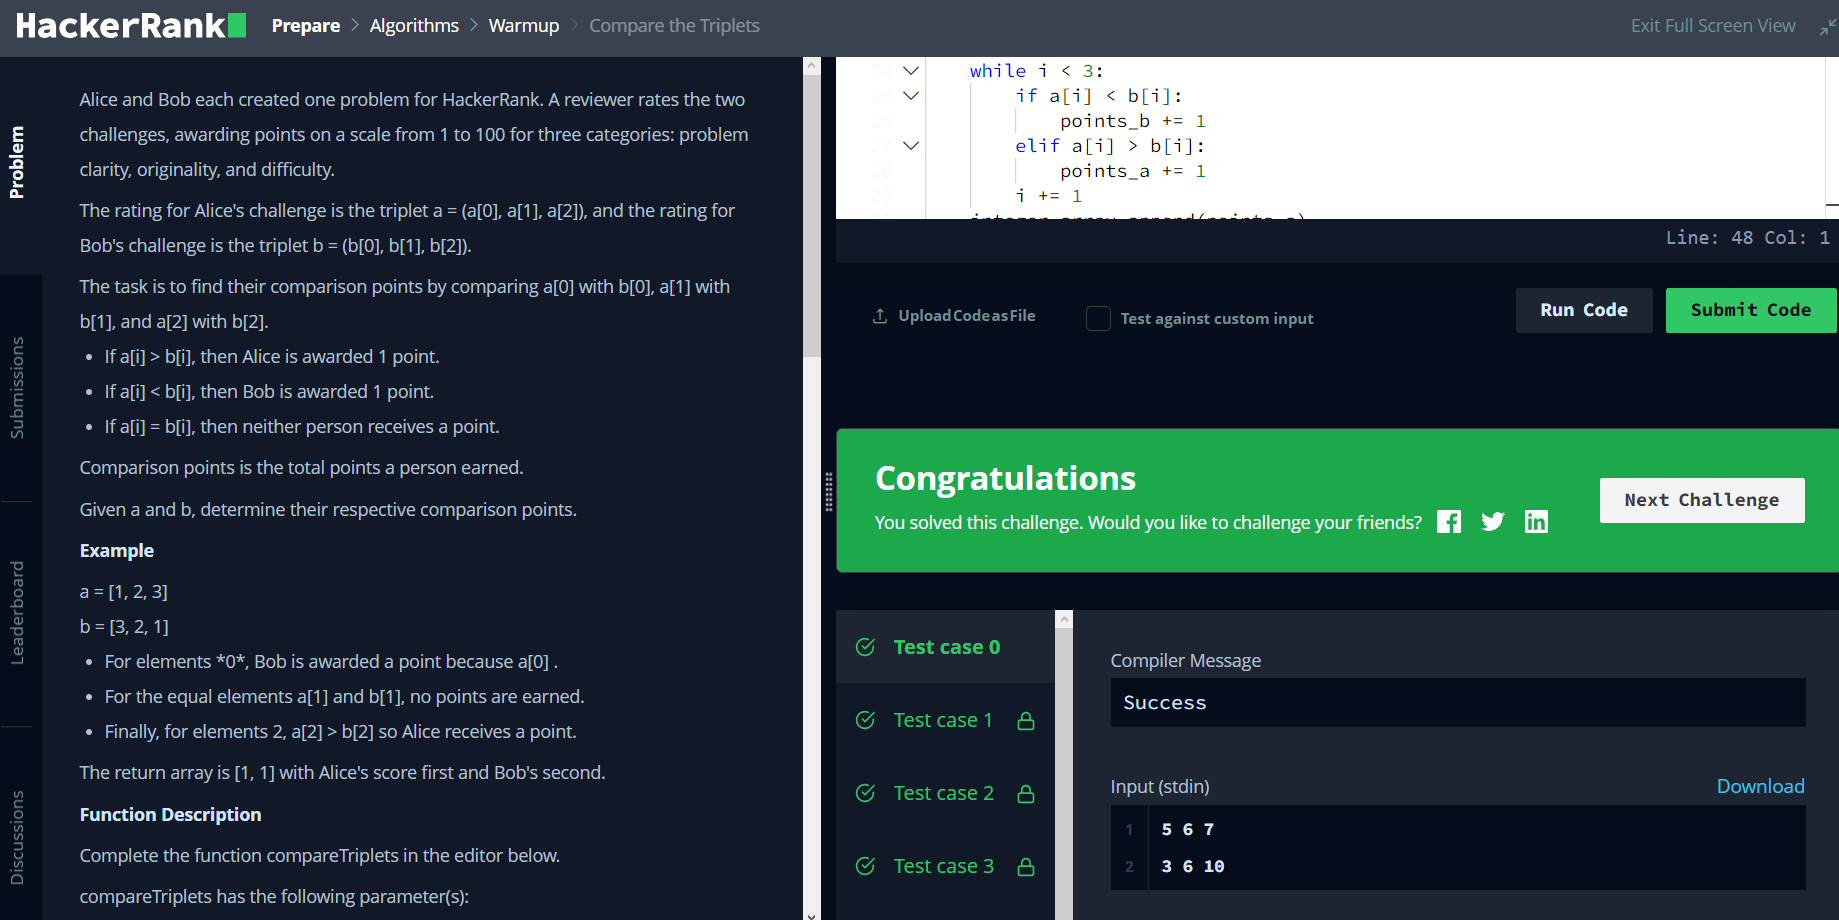 HackerRank
Prepare > Algorithms > Warmup > Compare the Triplets
Exit Full Screen View
Problem
Submissions
Leaderboard
Discussions
Alice and Bob each created one problem for HackerRank. A reviewer rates the two
challenges, awarding points on a scale from 1 to 100 for three categories: problem
clarity, originality, and difficulty.
The rating for Alice's challenge is the triplet a = (a[0], a[1], a[2]), and the rating for
Bob's challenge is the triplet b = (b[0], b[1], b[2]).
The task is to find their comparison points by comparing a[0] with b[0], a[1] with
b[1], and a[2] with b[2].
• If a[i] > b[i], then Alice is awarded 1 point.
• If a[i] < b[i], then Bob is awarded 1 point.
• If a[i] = b[i], then neither person receives a point.
Comparison points is the total points a person earned.
Given a and b, determine their respective comparison points.
Example
a = [1, 2, 3]
b = [3, 2, 1]
• For elements *0*, Bob is awarded a point because a[0] .
• For the equal elements a[1] and b[1], no points are earned.
• Finally, for elements 2, a[2] > b[2] so Alice receives a point.
The return array is [1, 1] with Alice's score first and Bob's second.
Function Description
Complete the function compareTriplets in the editor below.
compareTriplets has the following parameter(s):
24 while i < 3:
25 if a[i] < b[i]:
26 points_b += 1
27 elif a[i] > b[i]:
28 points_a += 1
29 i += 1
Line: 48 Col: 1
Upload Code as File
Test against custom input
Run Code
Submit Code
Congratulations
You solved this challenge. Would you like to challenge your friends?
Next Challenge
Test case 0
Test case 1
Test case 2
Test case 3
Compiler Message
Success
Input (stdin)
Download
1 5 6 7
2 3 6 10